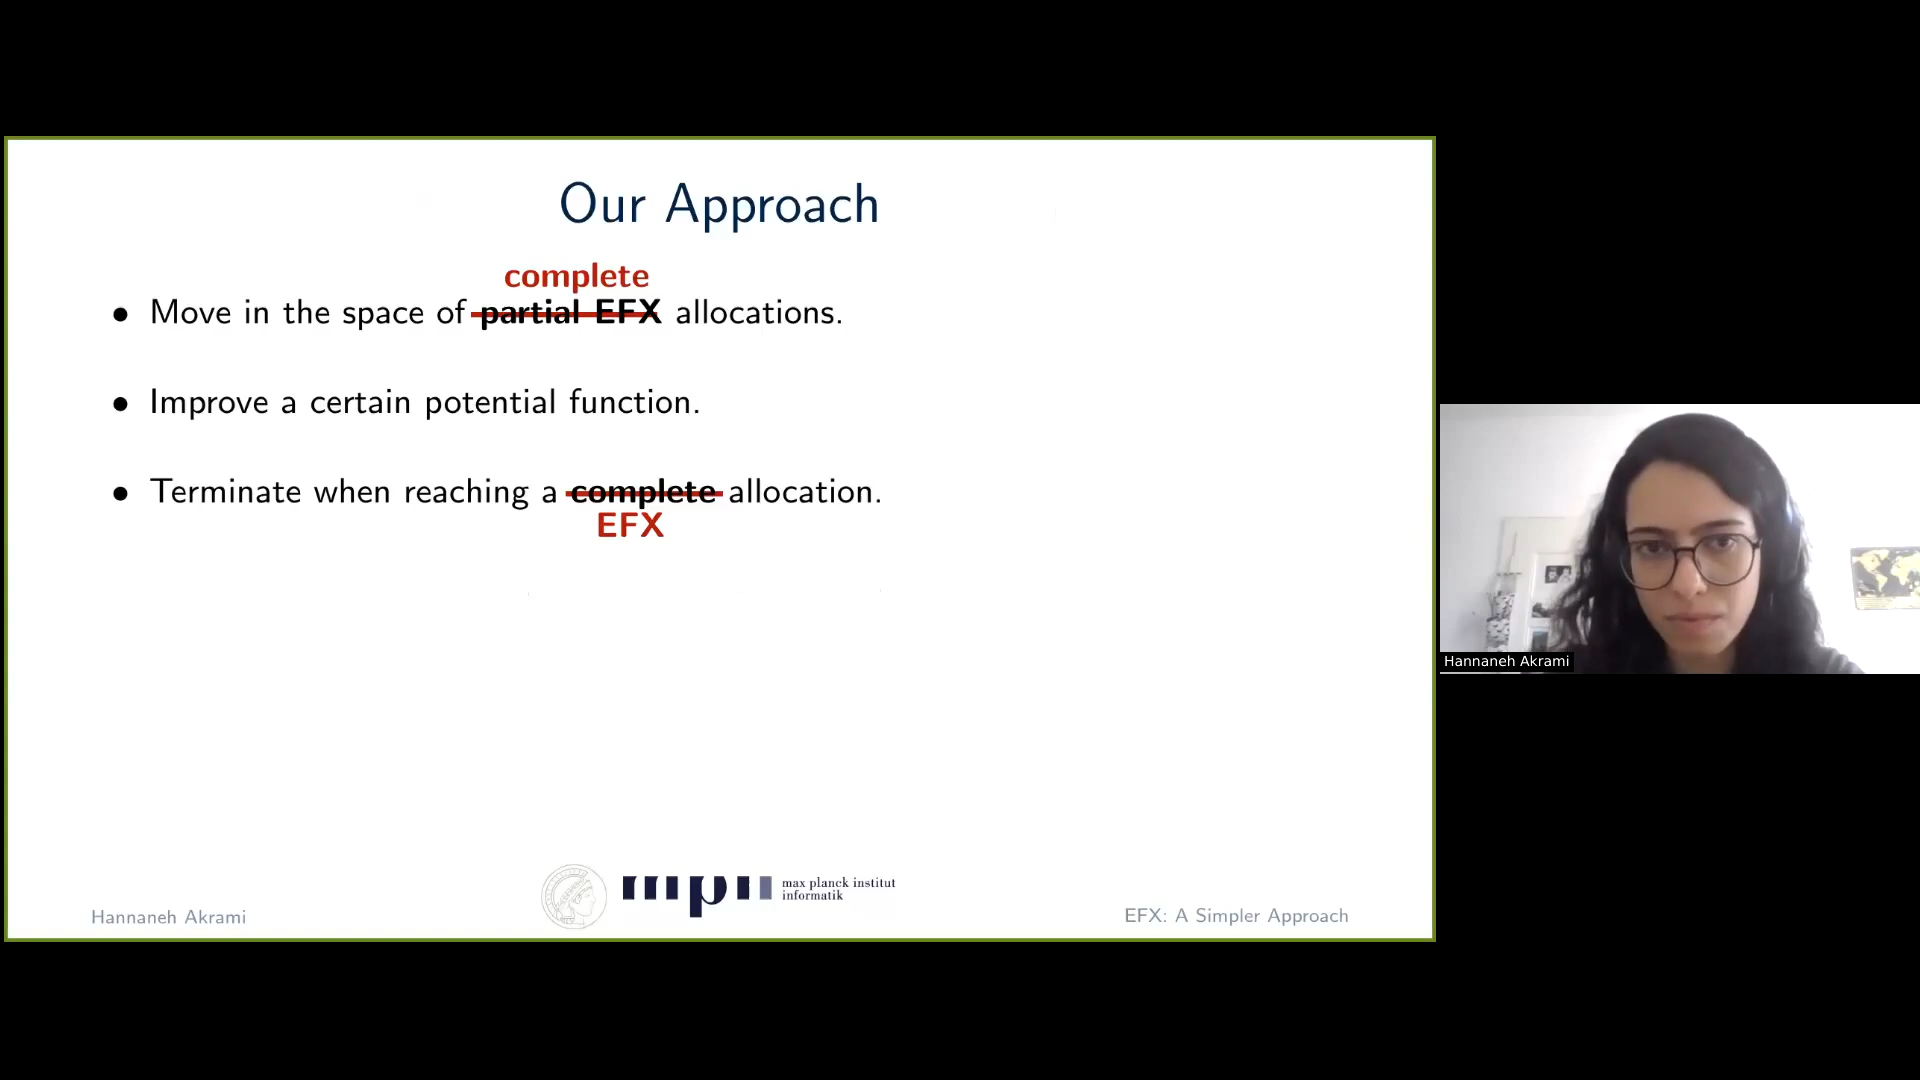 Our Approach
complete
• Move in the space of partial EFX allocations.
• Improve a certain potential function.
• Terminate when reaching a complete allocation.
EFX
Hannaneh Akrami
max planck institut
informatik
EFX: A Simpler Approach
Hannaneh Akrami